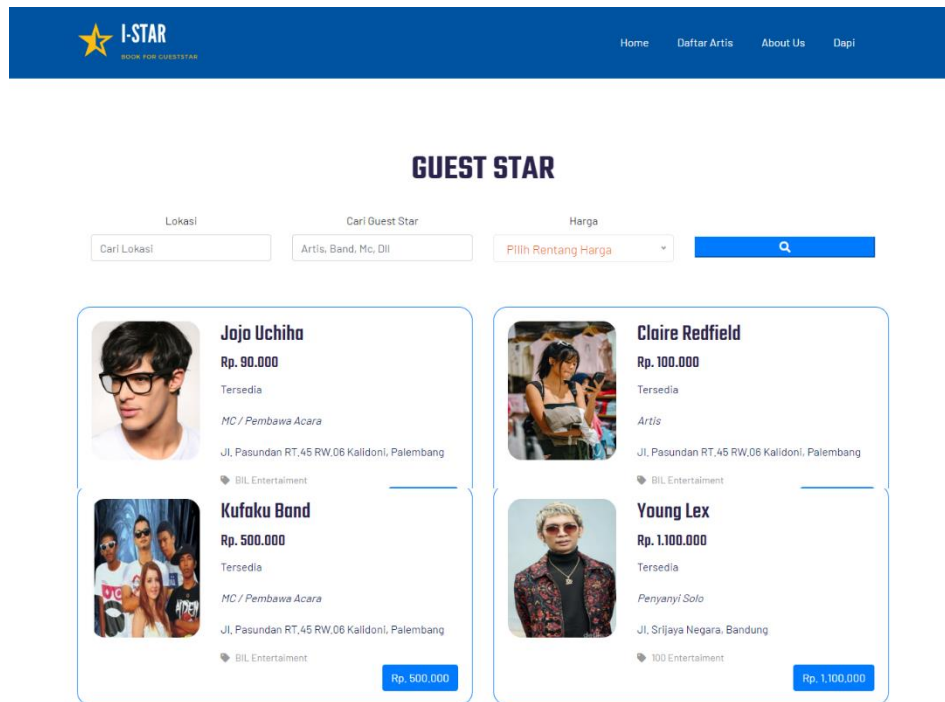 I-STAR
BOOK FOR GUESTSTAR
Home Daftar Artis About Us Dapi
GUEST STAR
Lokasi Cari Guest Star Harga
Cari Lokasi Artis, Band, Mc, Dll Pilih Rentang Harga
Jojo Uchiha
Rp. 90.000
Tersedia
MC / Pembawa Acara
Jl. Pasundan RT.45 RW.06 Kalidoni, Palembang
BIL Entertaiment
Claire Redfield
Rp. 100.000
Tersedia
Artis
Jl. Pasundan RT.45 RW.06 Kalidoni, Palembang
BIL Entertaiment
Kufaku Band
Rp. 500.000
Tersedia
MC / Pembawa Acara
Jl. Pasundan RT.45 RW.06 Kalidoni, Palembang
BIL Entertaiment
Rp. 500,000
Young Lex
Rp. 1.100.000
Tersedia
Penyanyi Solo
Jl. Srijaya Negara, Bandung
100 Entertaiment
Rp. 1,100,000